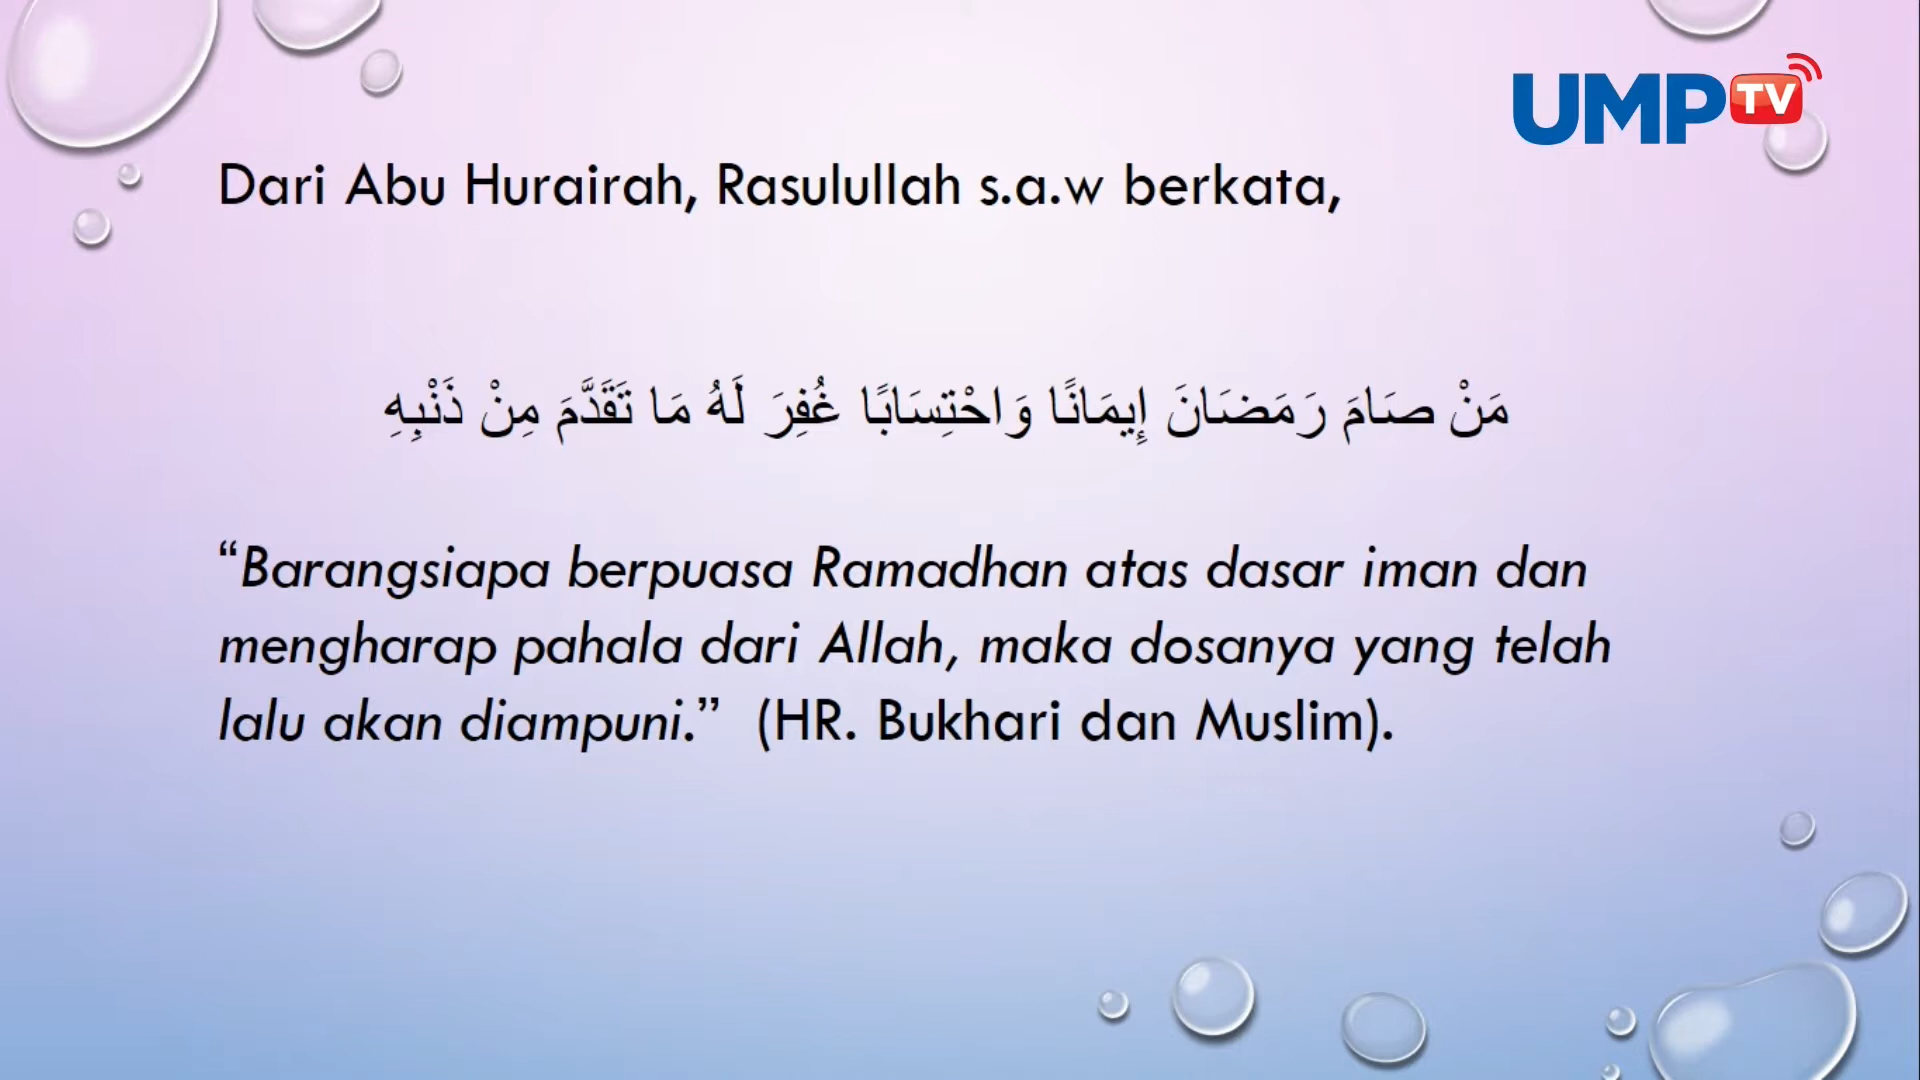 UMP TV
Dari Abu Hurairah, Rasulullah s.a.w berkata,
مَنْ صَامَ رَمَضَانَ إِيمَانًا وَاحْتِسَابًا غُفِرَ لَهُ مَا تَقَدَّمَ مِنْ ذَنْبِهِ
“Barangsiapa berpuasa Ramadhan atas dasar iman dan
mengharap pahala dari Allah, maka dosanya yang telah
lalu akan diampuni.” (HR. Bukhari dan Muslim).